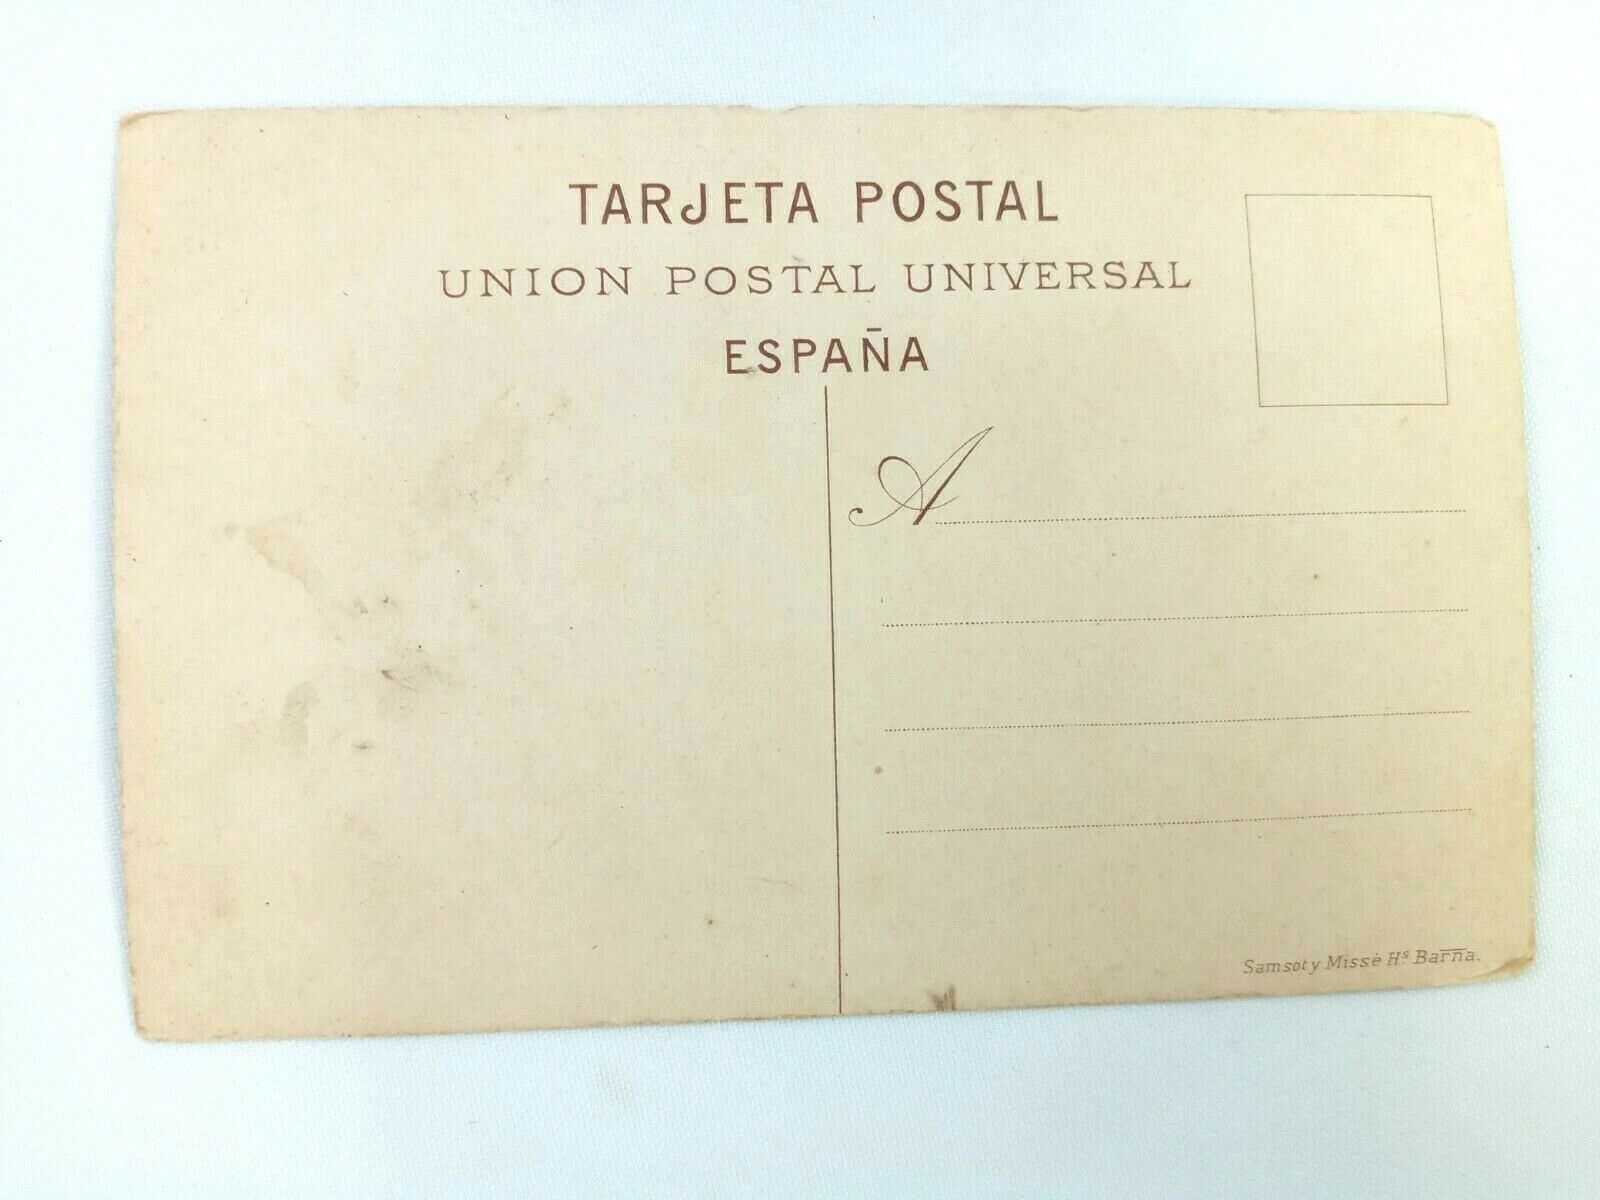 TARJETA POSTAL
UNION POSTAL UNIVERSAL
ESPAÑA
A
Samsot y Missé Hs Barna.